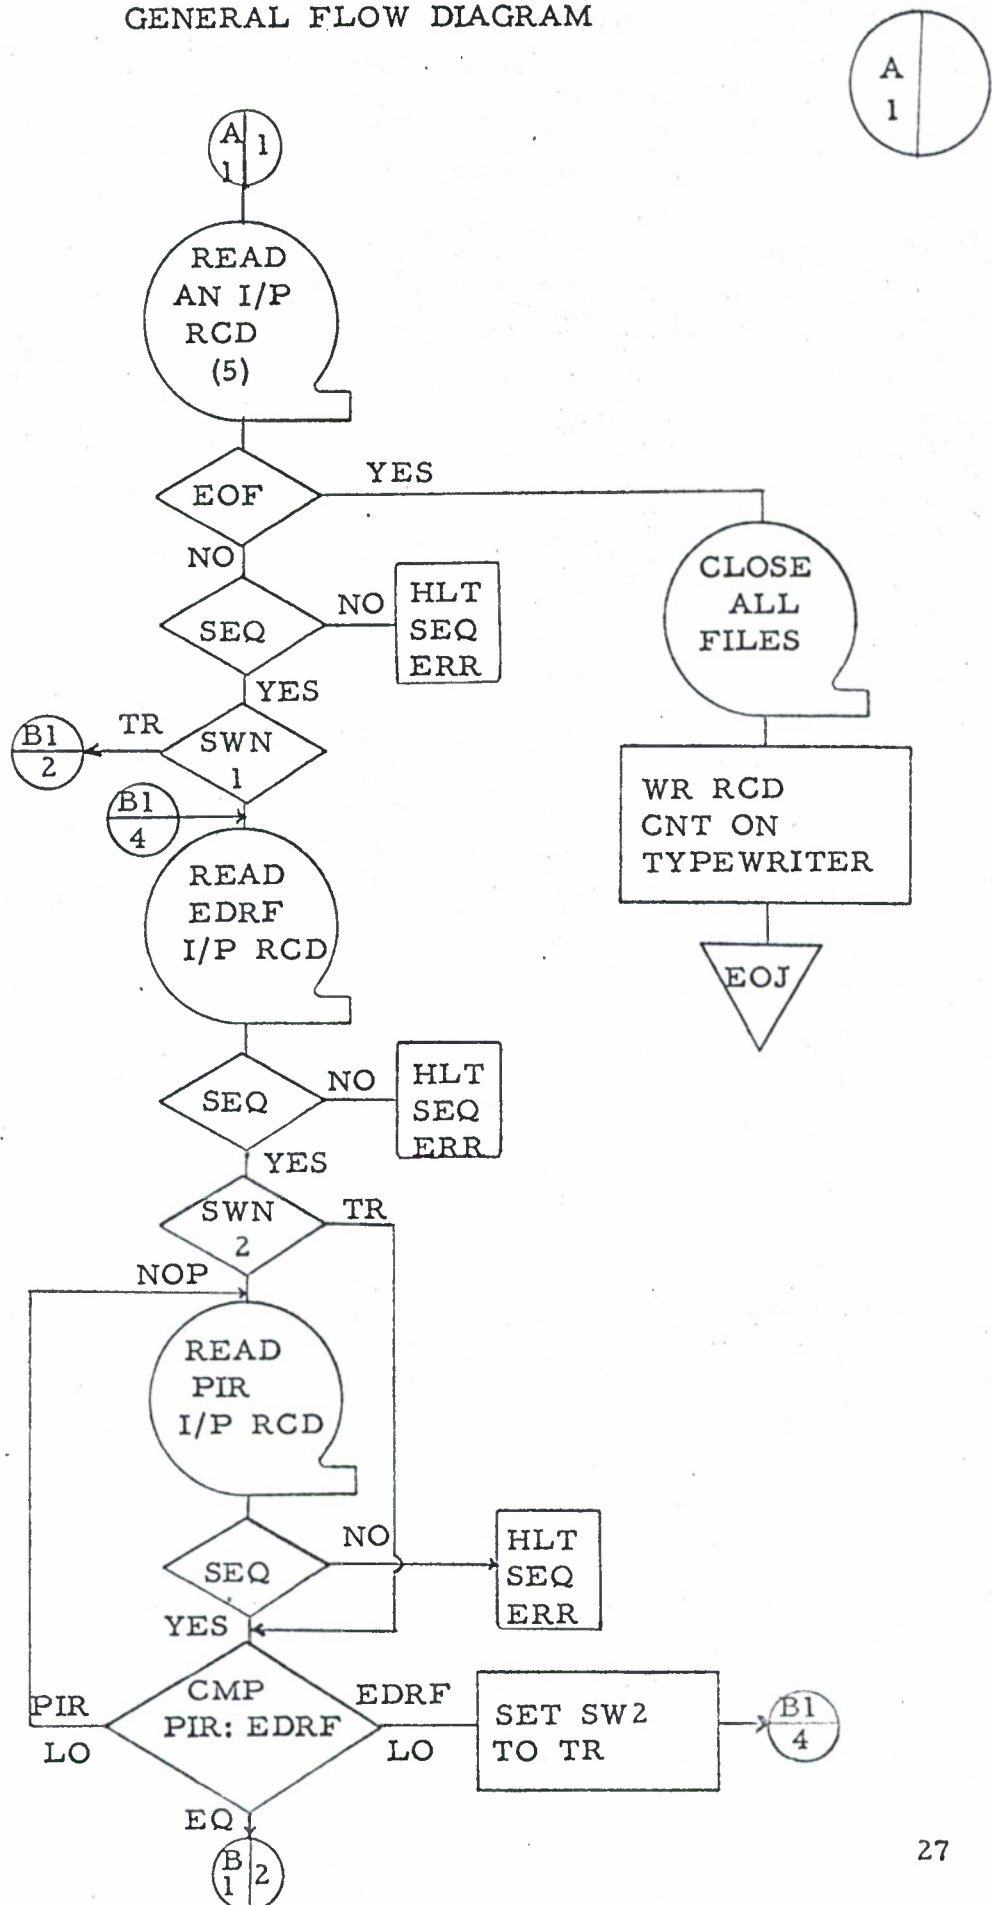 GENERAL FLOW DIAGRAM
A
1
A 1
1
READ
AN I/P
RCD
(5)
EOF
YES
NO
CLOSE
ALL
FILES
SEQ
NO
HLT
SEQ
ERR
YES
TR
B1
2
SWN
1
WR RCD
CNT ON
TYPEWRITER
B1
4
READ
EDRF
I/P RCD
EOJ
SEQ
NO
HLT
SEQ
ERR
YES
SWN
2
TR
NOP
READ
PIR
I/P RCD
SEQ
NO
HLT
SEQ
ERR
YES
CMP
PIR: EDRF
PIR
LO
EDRF
LO
SET SW2
TO TR
B1
4
EQ
B 2
1
27